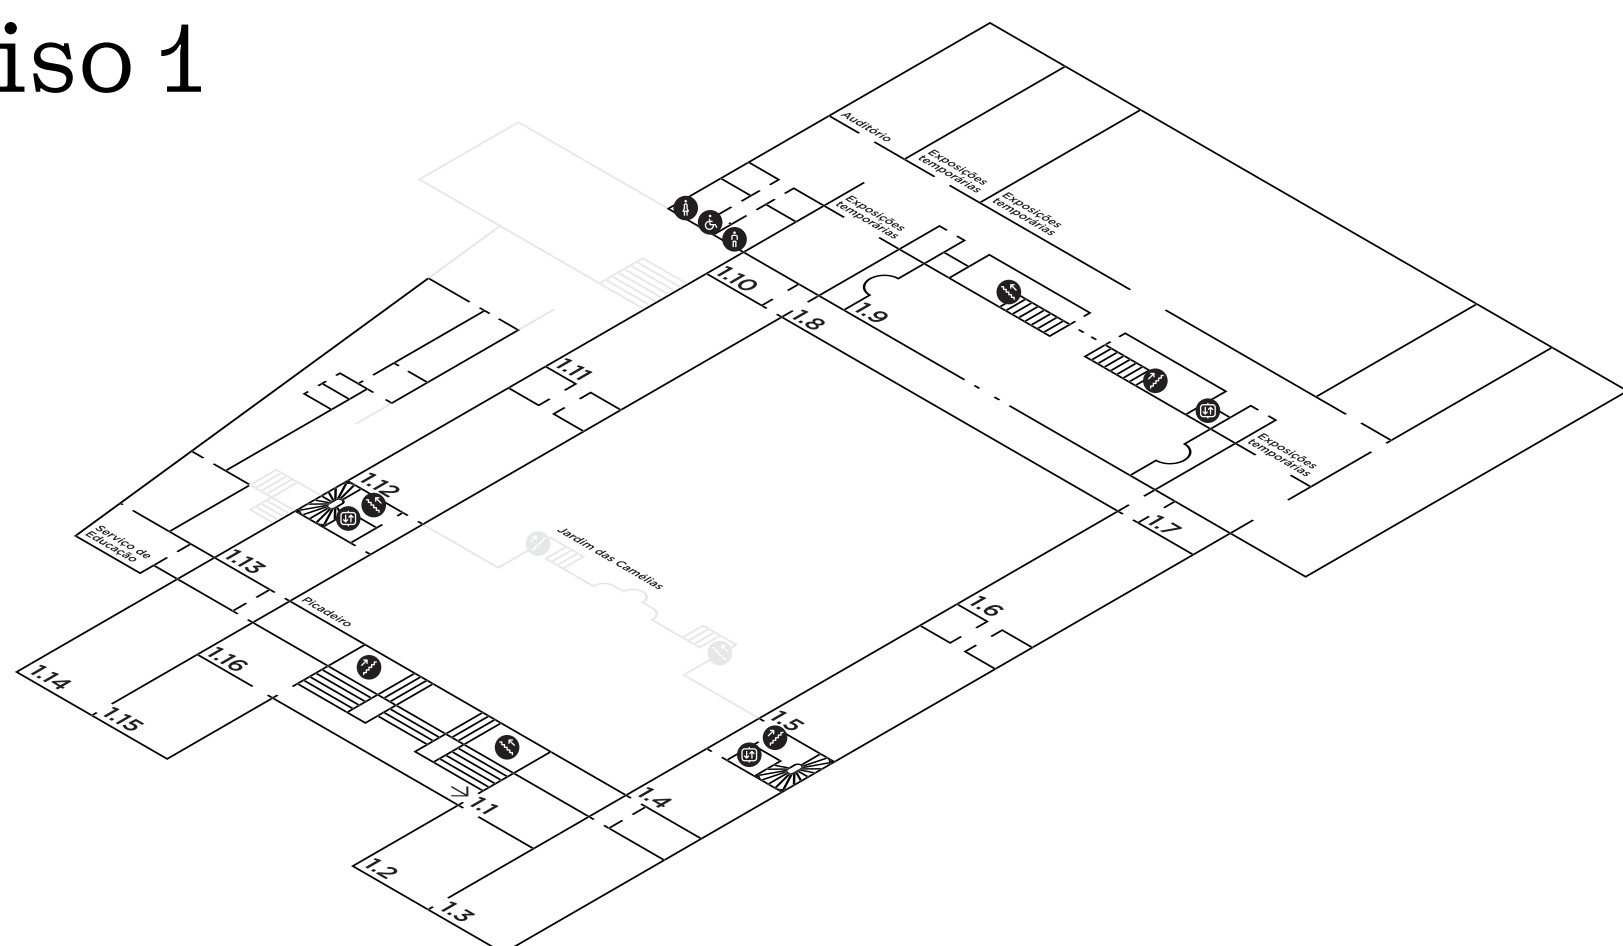 iso 1
Auditório
Exposições
temporárias
Exposições
temporárias
Exposições
temporárias
1.10
1.8
1.9
1.11
1.12
Exposições
temporárias
1.7
Serviço de
Educação
1.13
Jardim das Camélias
Picadeiro
1.6
1.14
1.16
1.15
1.5
1.4
1.1
1.2
1.3